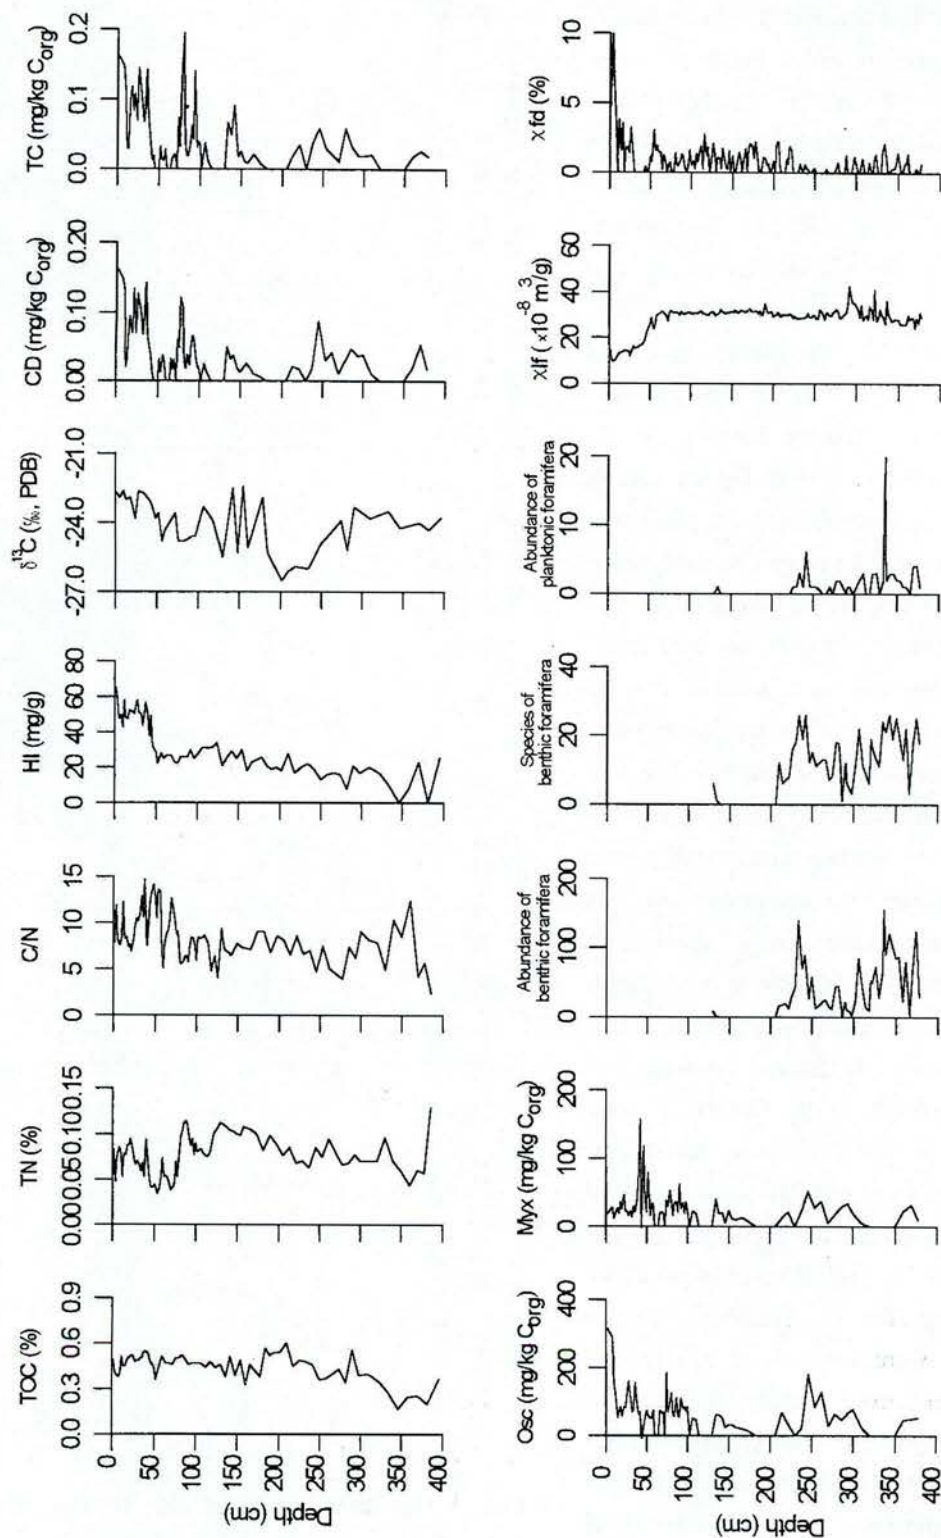 TOC (%)
0.0 0.3 0.6 0.9
TN (%)
0.00 0.05 0.10 0.15
C/N
0 5 10 15
HI (mg/g)
0 20 40 60 80
δ¹³C (‰, PDB)
-27.0 -24.0 -21.0
CD (mg/kg Corg)
0.00 0.10 0.20
TC (mg/kg Corg)
0.0 0.1 0.2
0
50
100
150
200
250
300
350
400
Depth (cm)
Osc (mg/kg Corg)
0 200 400
Myx (mg/kg Corg)
0 100 200
Abundance of
benthic foramifera
0 100 200
Species of
benthic foramifera
0 20 40
Abundance of
planktonic foramifera
0 10 20
χlf (x10⁻⁸ m³/g)
0 20 40 60
χfd (%)
0 5 10
0
50
100
150
200
250
300
350
400
Depth (cm)